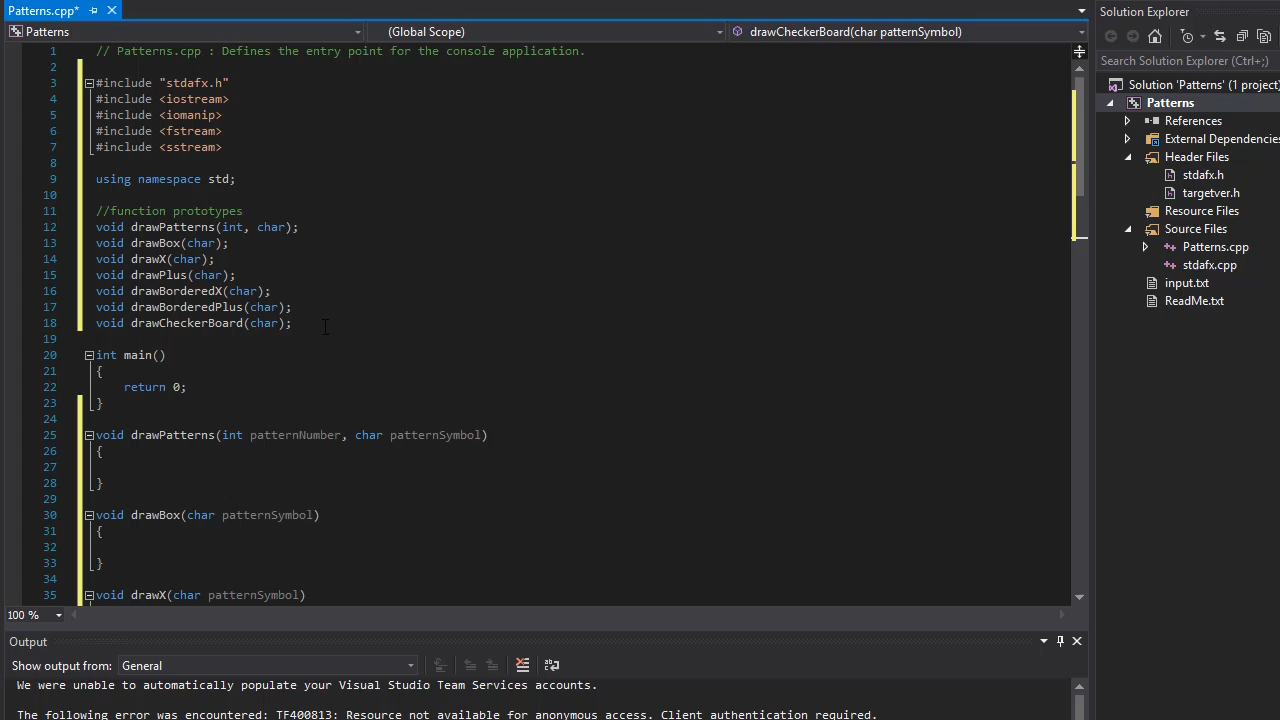 Patterns.cpp*
Patterns
(Global Scope)
drawCheckerBoard(char patternSymbol)
1 // Patterns.cpp : Defines the entry point for the console application.
2
3 #include "stdafx.h"
4 #include <iostream>
5 #include <iomanip>
6 #include <fstream>
7 #include <sstream>
8
9 using namespace std;
10
11 //function prototypes
12 void drawPatterns(int, char);
13 void drawBox(char);
14 void drawX(char);
15 void drawPlus(char);
16 void drawBorderedX(char);
17 void drawBorderedPlus(char);
18 void drawCheckerBoard(char);
19
20 int main()
21 {
22 return 0;
23 }
24
25 void drawPatterns(int patternNumber, char patternSymbol)
26 {
27
28 }
29
30 void drawBox(char patternSymbol)
31 {
32
33 }
34
35 void drawX(char patternSymbol)
100 %
Output
Show output from: General
We were unable to automatically populate your Visual Studio Team Services accounts.
The following error was encountered: TF400813: Resource not available for anonymous access. Client authentication required.
Solution Explorer
Search Solution Explorer (Ctrl+;)
Solution 'Patterns' (1 project)
Patterns
References
External Dependencies
Header Files
stdafx.h
targetver.h
Resource Files
Source Files
Patterns.cpp
stdafx.cpp
input.txt
ReadMe.txt